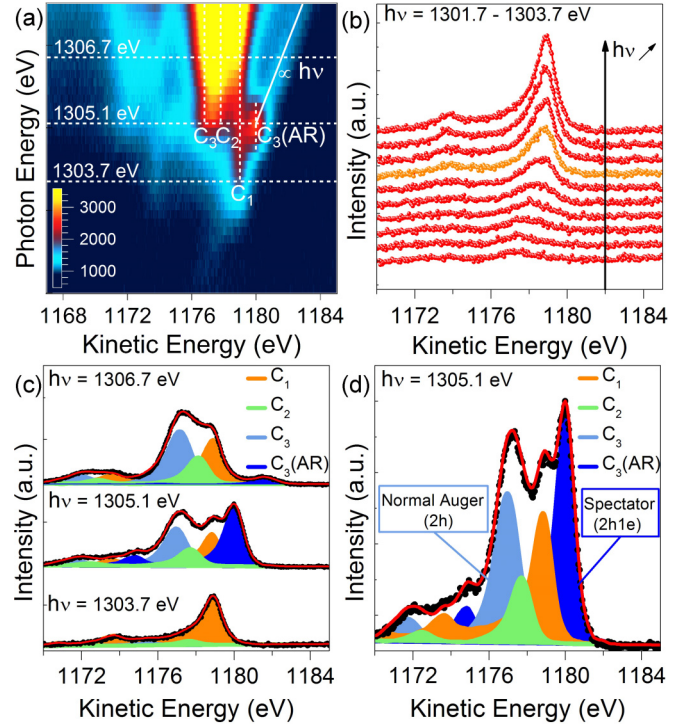 (a)
1306.7 eV
∝ hν
1305.1 eV
C₃C₂ C₃(AR)
1303.7 eV
C₁
3000
2000
1000
Photon Energy (eV)
1168 1172 1176 1180 1184
Kinetic Energy (eV)
(b)
hν = 1301.7 - 1303.7 eV
hν
Intensity (a.u.)
1172 1176 1180 1184
Kinetic Energy (eV)
(c)
hν = 1306.7 eV
C₁
C₂
C₃
C₃(AR)
hν = 1305.1 eV
hν = 1303.7 eV
Intensity (a.u.)
1172 1176 1180 1184
Kinetic Energy (eV)
(d)
hν = 1305.1 eV
C₁
C₂
C₃
C₃(AR)
Normal Auger
(2h)
Spectator
(2h1e)
Intensity (a.u.)
1172 1176 1180 1184
Kinetic Energy (eV)